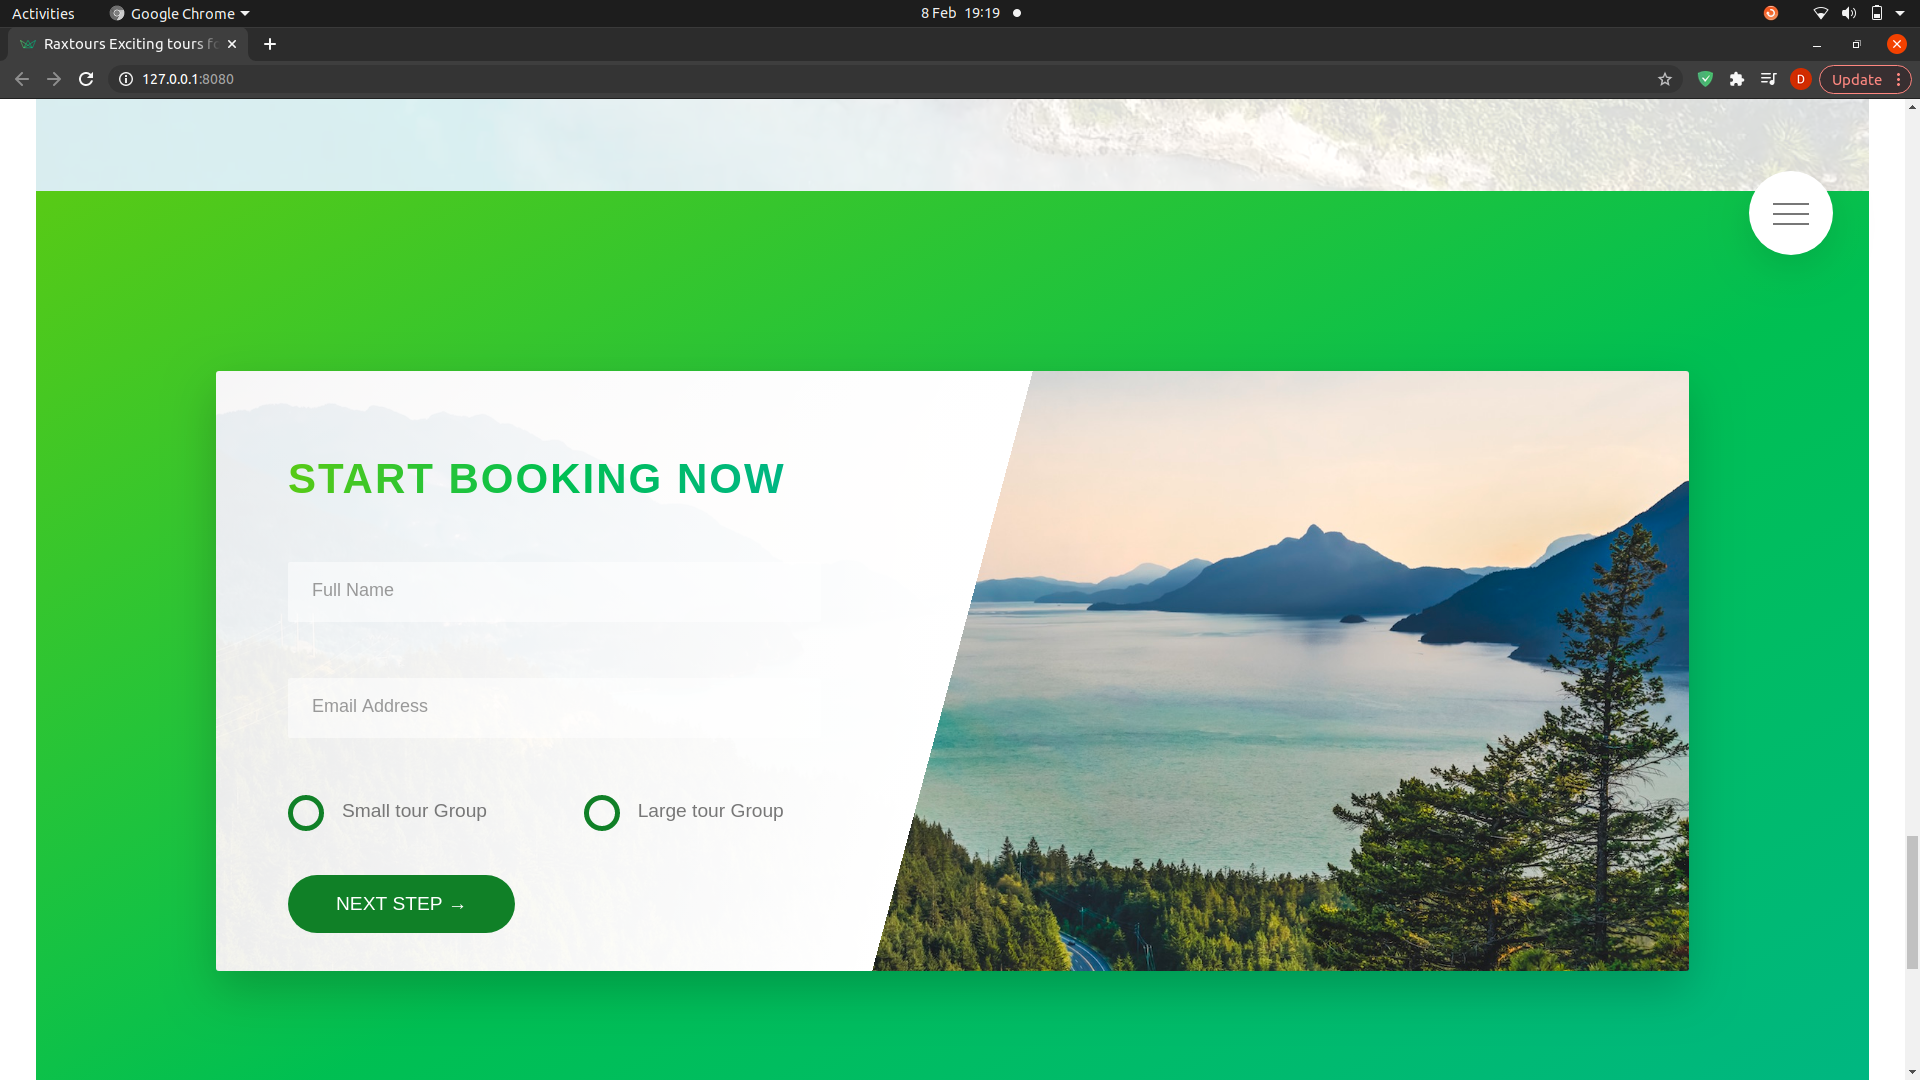 Activities
Google Chrome
8 Feb 19:19
Raxtours Exciting tours fo
127.0.0.1:8080
D
Update
START BOOKING NOW
Full Name
Email Address
Small tour Group
Large tour Group
NEXT STEP →